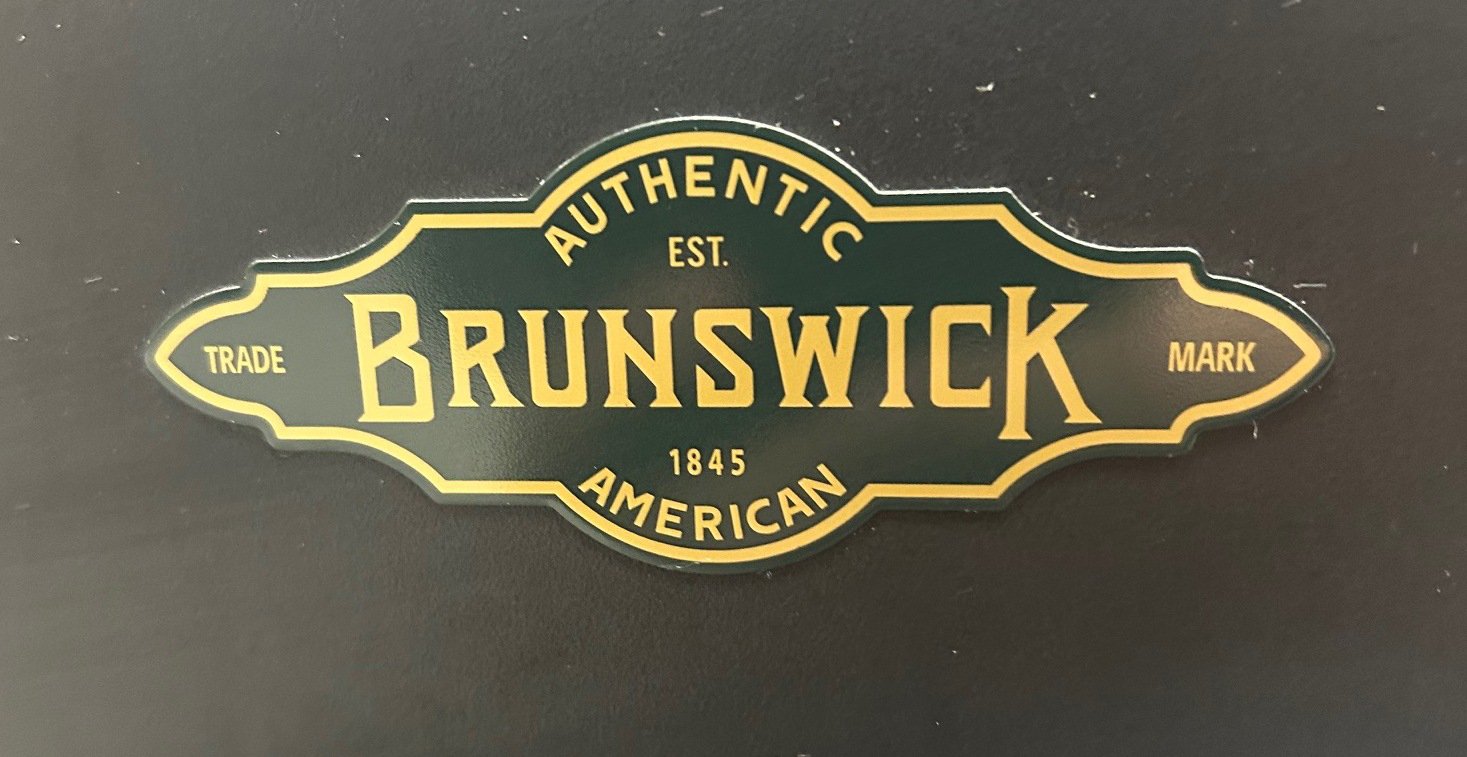 AUTHENTIC
EST.
TRADE BRUNSWICK MARK
1845
AMERICAN